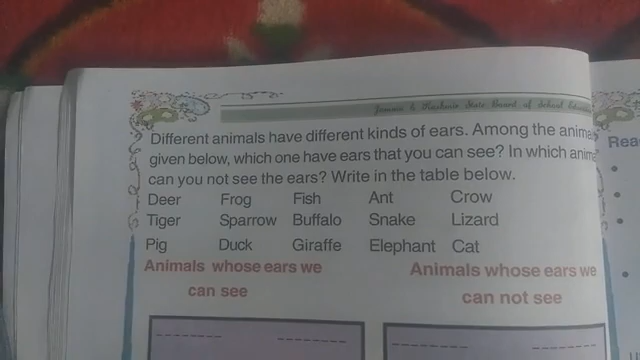 Jammu & Kashmir State Board of School
Different animals have different kinds of ears. Among the anima
given below, which one have ears that you can see? In which anim
can you not see the ears? Write in the table below.
Deer Frog Fish Ant Crow
Tiger Sparrow Buffalo Snake Lizard
Pig Duck Giraffe Elephant Cat
Animals whose ears we
can see
Animals whose ears we
can not see
Rea